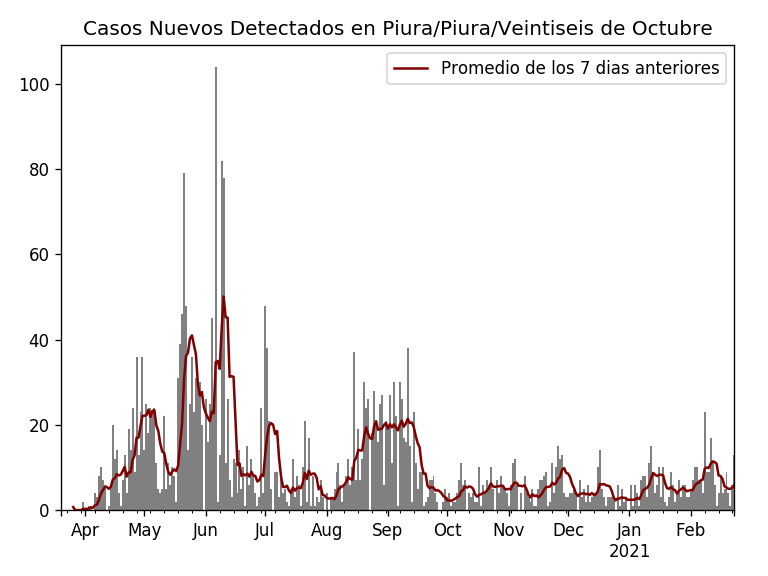 Casos Nuevos Detectados en Piura/Piura/Veintiseis de Octubre
Promedio de los 7 dias anteriores
100
80
60
40
20
0
Apr May Jun Jul Aug Sep Oct Nov Dec Jan Feb
2021